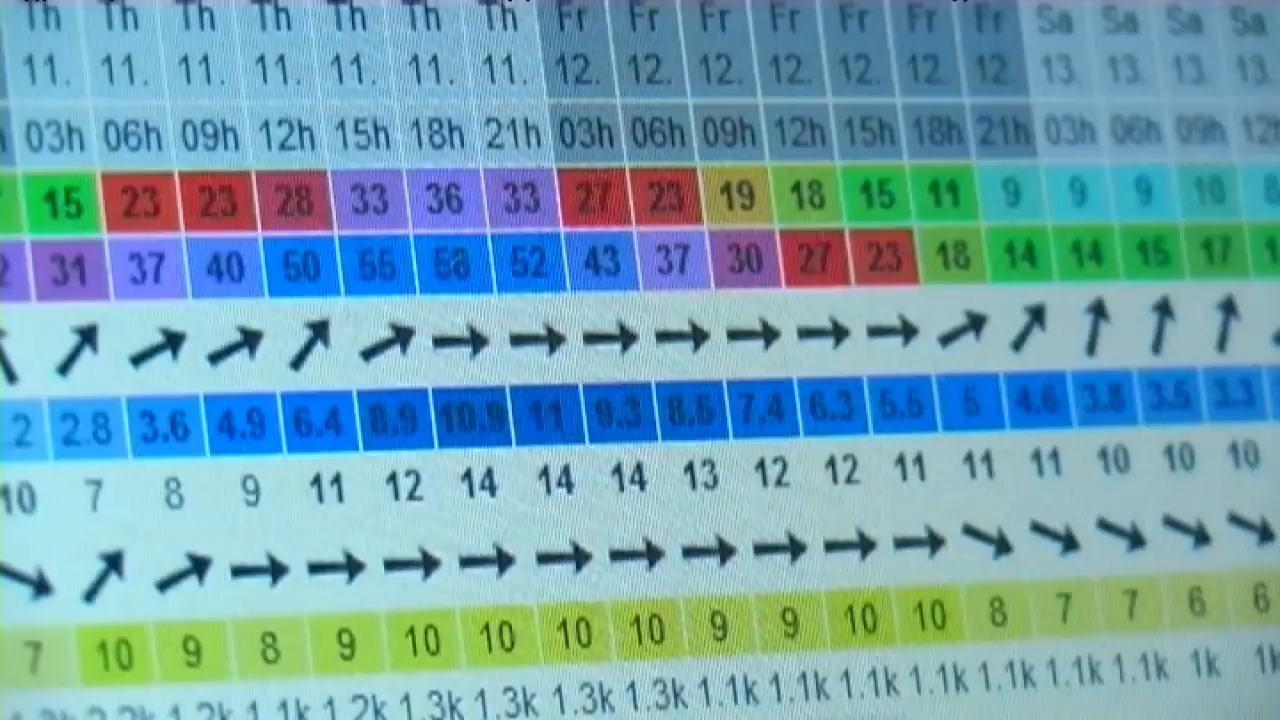 Th Th Th Th Th Th Th Fr Fr Fr Fr Fr Fr Fr Sa Sa Sa Sa
11. 11. 11. 11. 11. 11. 11. 12. 12. 12. 12. 12. 12. 12. 13. 13. 13. 13.
03h 06h 09h 12h 15h 18h 21h 03h 06h 09h 12h 15h 18h 21h 03h 06h 09h
15 23 23 28 33 36 33 27 23 19 18 15 11 9 9 9 10 8
31 37 40 50 55 58 52 43 37 30 27 23 18 14 14 15 17
2.8 3.6 4.9 6.4 8.9 10.9 11 9.3 8.5 7.4 6.3 5.5 5 4.6 3.8 3.5 3.3
10 7 8 9 11 12 14 14 14 13 12 12 11 11 11 10 10 10
7 10 9 8 9 10 10 10 10 9 9 10 10 8 7 7 6 6
1.1k 1.2k 1.3k 1.3k 1.3k 1.3k 1.1k 1.1k 1.1k 1.1k 1.1k 1.1k 1.1k 1k 1k